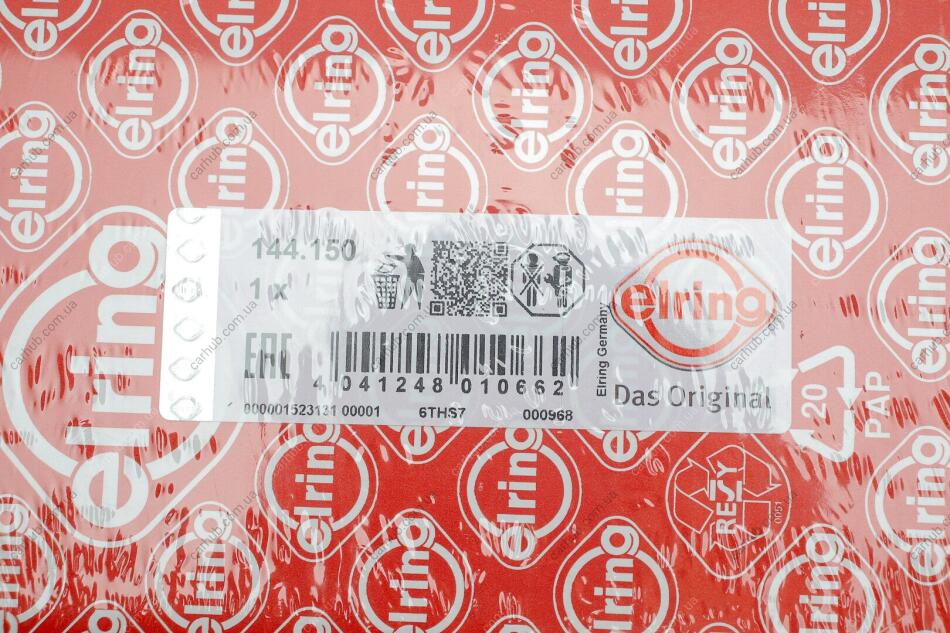 144.150
1 x
EAC
4 041248 010662
000001523131 00001 6THS7 000968
Elring Germany
elring
Das Original
20
PAP
RESY
0051
elring
carhub.com.ua